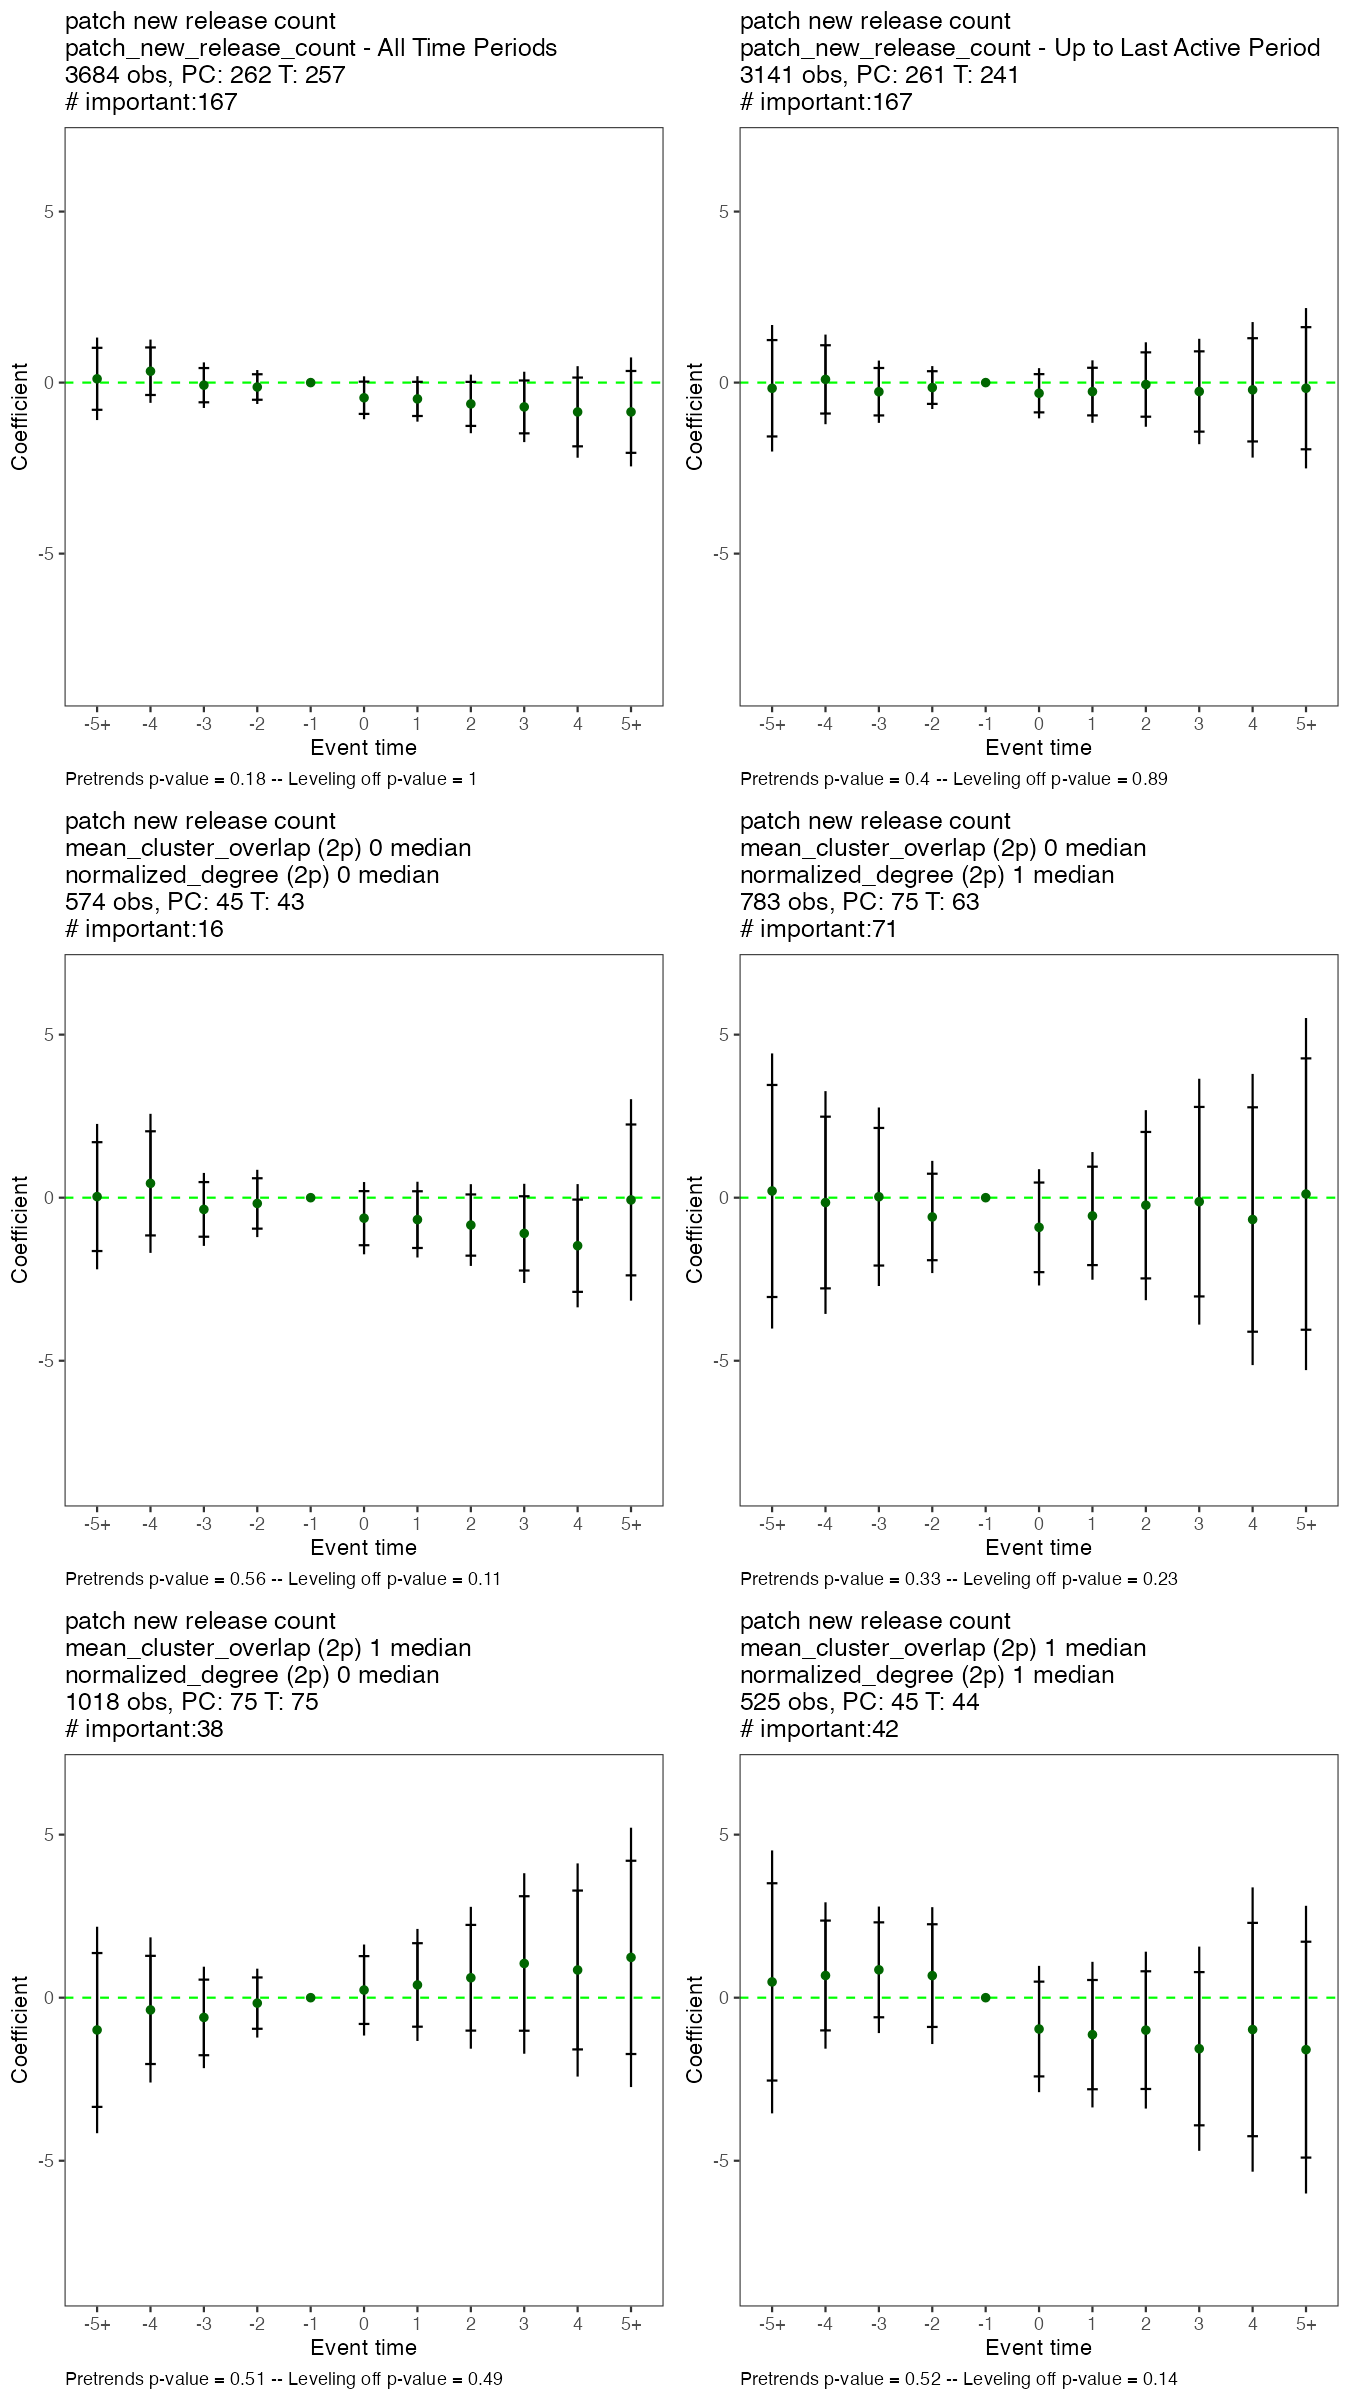 patch new release count
patch_new_release_count - All Time Periods
3684 obs, PC: 262 T: 257
# important:167
5
0
-5
Coefficient
-5+ -4 -3 -2 -1 0 1 2 3 4 5+
Event time
Pretrends p-value = 0.18 -- Leveling off p-value = 1
patch new release count
patch_new_release_count - Up to Last Active Period
3141 obs, PC: 261 T: 241
# important:167
5
0
-5
Coefficient
-5+ -4 -3 -2 -1 0 1 2 3 4 5+
Event time
Pretrends p-value = 0.4 -- Leveling off p-value = 0.89
patch new release count
mean_cluster_overlap (2p) 0 median
normalized_degree (2p) 0 median
574 obs, PC: 45 T: 43
# important:16
5
0
-5
Coefficient
-5+ -4 -3 -2 -1 0 1 2 3 4 5+
Event time
Pretrends p-value = 0.56 -- Leveling off p-value = 0.11
patch new release count
mean_cluster_overlap (2p) 0 median
normalized_degree (2p) 1 median
783 obs, PC: 75 T: 63
# important:71
5
0
-5
Coefficient
-5+ -4 -3 -2 -1 0 1 2 3 4 5+
Event time
Pretrends p-value = 0.33 -- Leveling off p-value = 0.23
patch new release count
mean_cluster_overlap (2p) 1 median
normalized_degree (2p) 0 median
1018 obs, PC: 75 T: 75
# important:38
5
0
-5
Coefficient
-5+ -4 -3 -2 -1 0 1 2 3 4 5+
Event time
Pretrends p-value = 0.51 -- Leveling off p-value = 0.49
patch new release count
mean_cluster_overlap (2p) 1 median
normalized_degree (2p) 1 median
525 obs, PC: 45 T: 44
# important:42
5
0
-5
Coefficient
-5+ -4 -3 -2 -1 0 1 2 3 4 5+
Event time
Pretrends p-value = 0.52 -- Leveling off p-value = 0.14